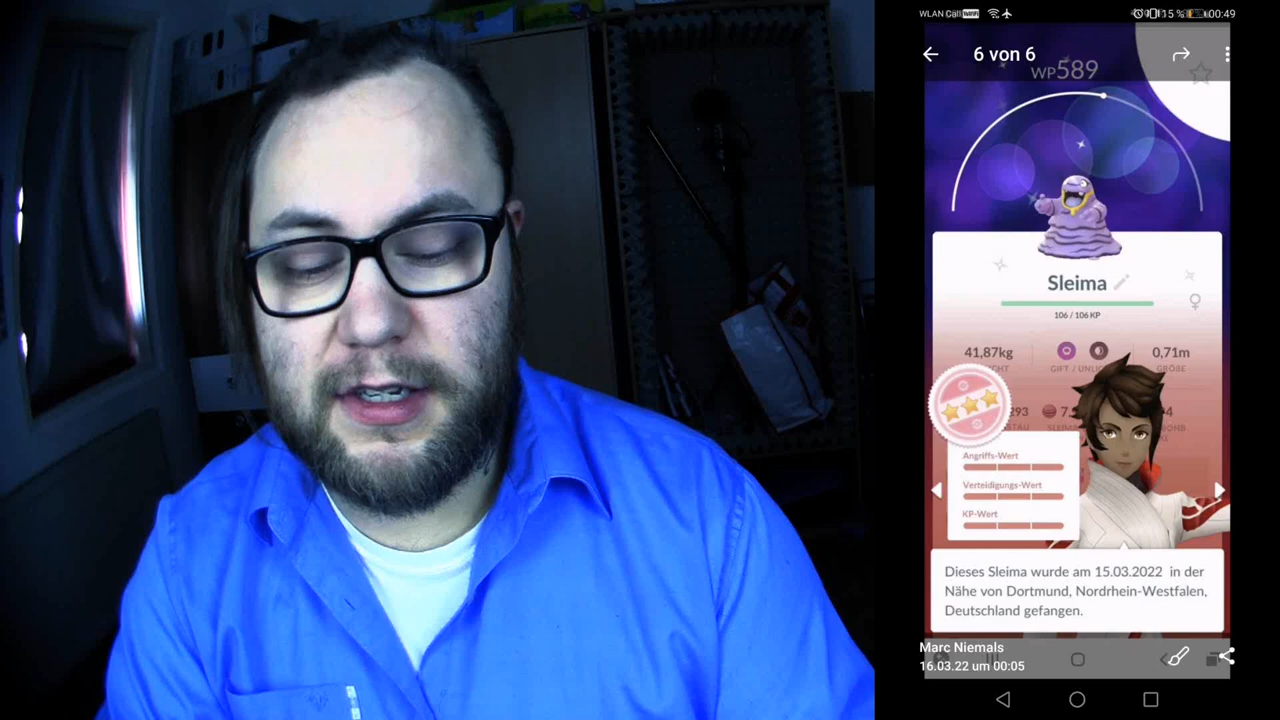 WLAN Call
15 %
00:49
6 von 6
WP589
Sleima
106 / 106 KP
41,87kg
0,71m
GIFT / UNLI
GRÖSSE
293
Angriffs-Wert
Verteidigungs-Wert
KP-Wert
Dieses Sleima wurde am 15.03.2022 in der
Nähe von Dortmund, Nordrhein-Westfalen,
Deutschland gefangen.
Marc Niemals
16.03.22 um 00:05